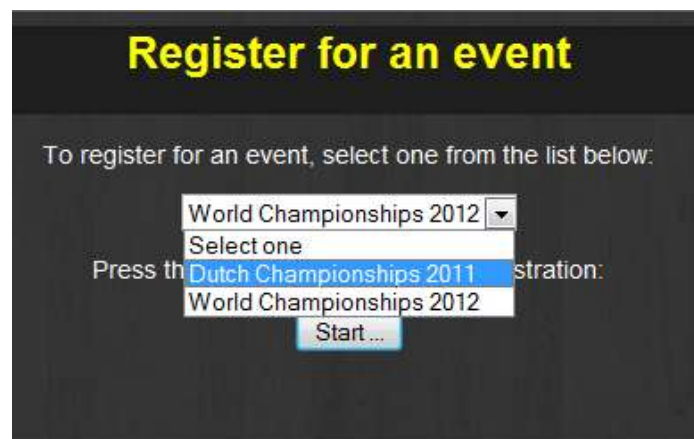 Register for an event
To register for an event, select one from the list below:
World Championships 2012
Select one
Press th
Dutch Championships 2011
stration:
World Championships 2012
Start ...